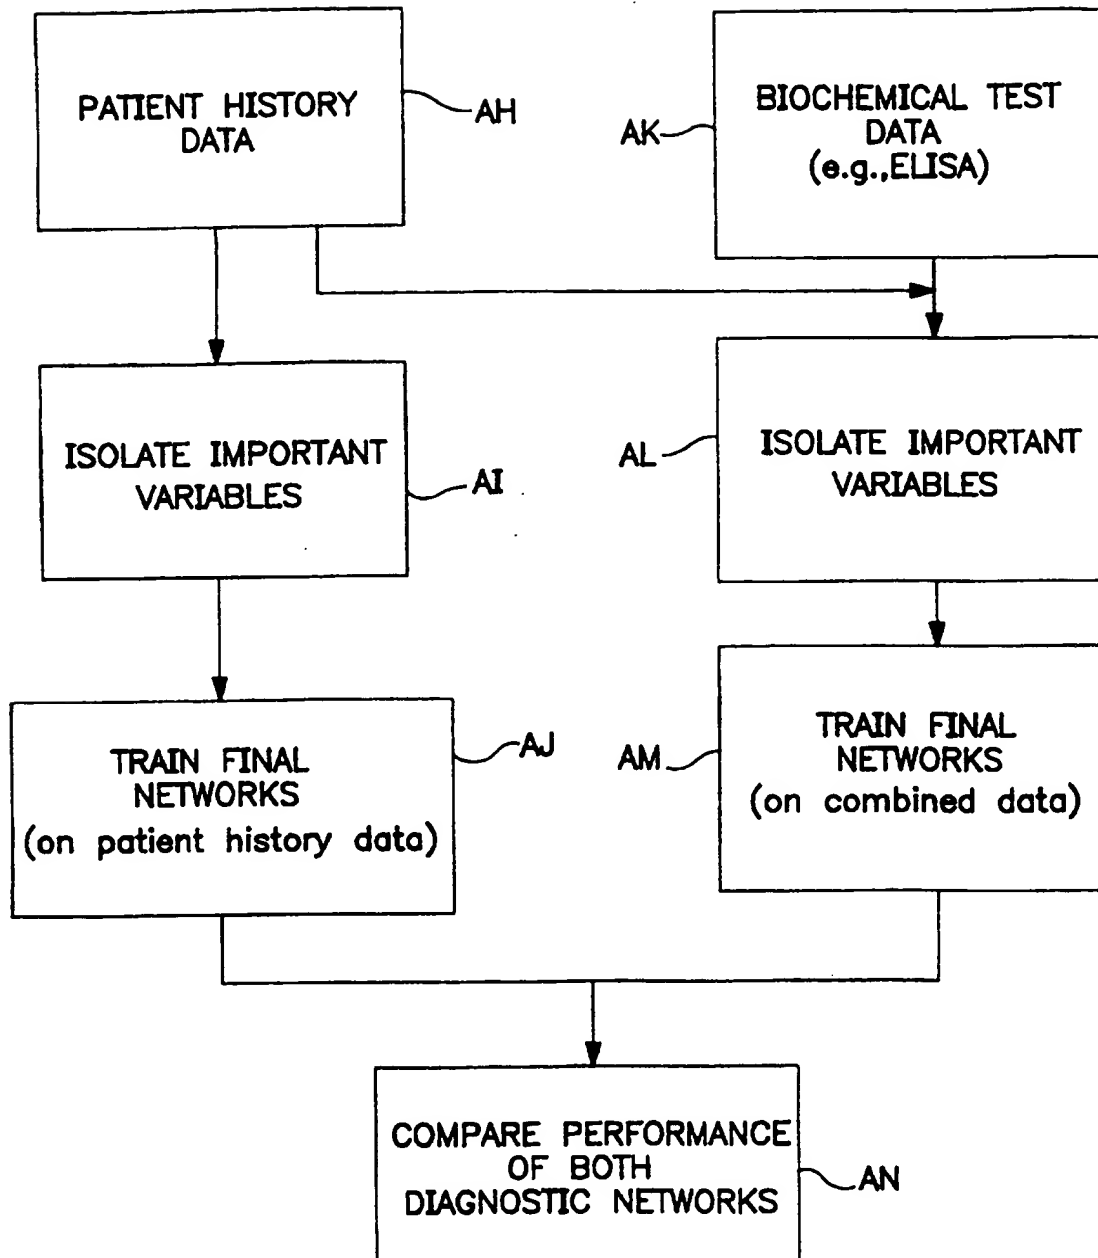 PATIENT HISTORY
DATA
AH
BIOCHEMICAL TEST
DATA
(e.g.,ELISA)
AK
ISOLATE IMPORTANT
VARIABLES
AI
ISOLATE IMPORTANT
VARIABLES
AL
TRAIN FINAL
NETWORKS
(on patient history data)
AJ
TRAIN FINAL
NETWORKS
(on combined data)
AM
COMPARE PERFORMANCE
OF BOTH
DIAGNOSTIC NETWORKS
AN